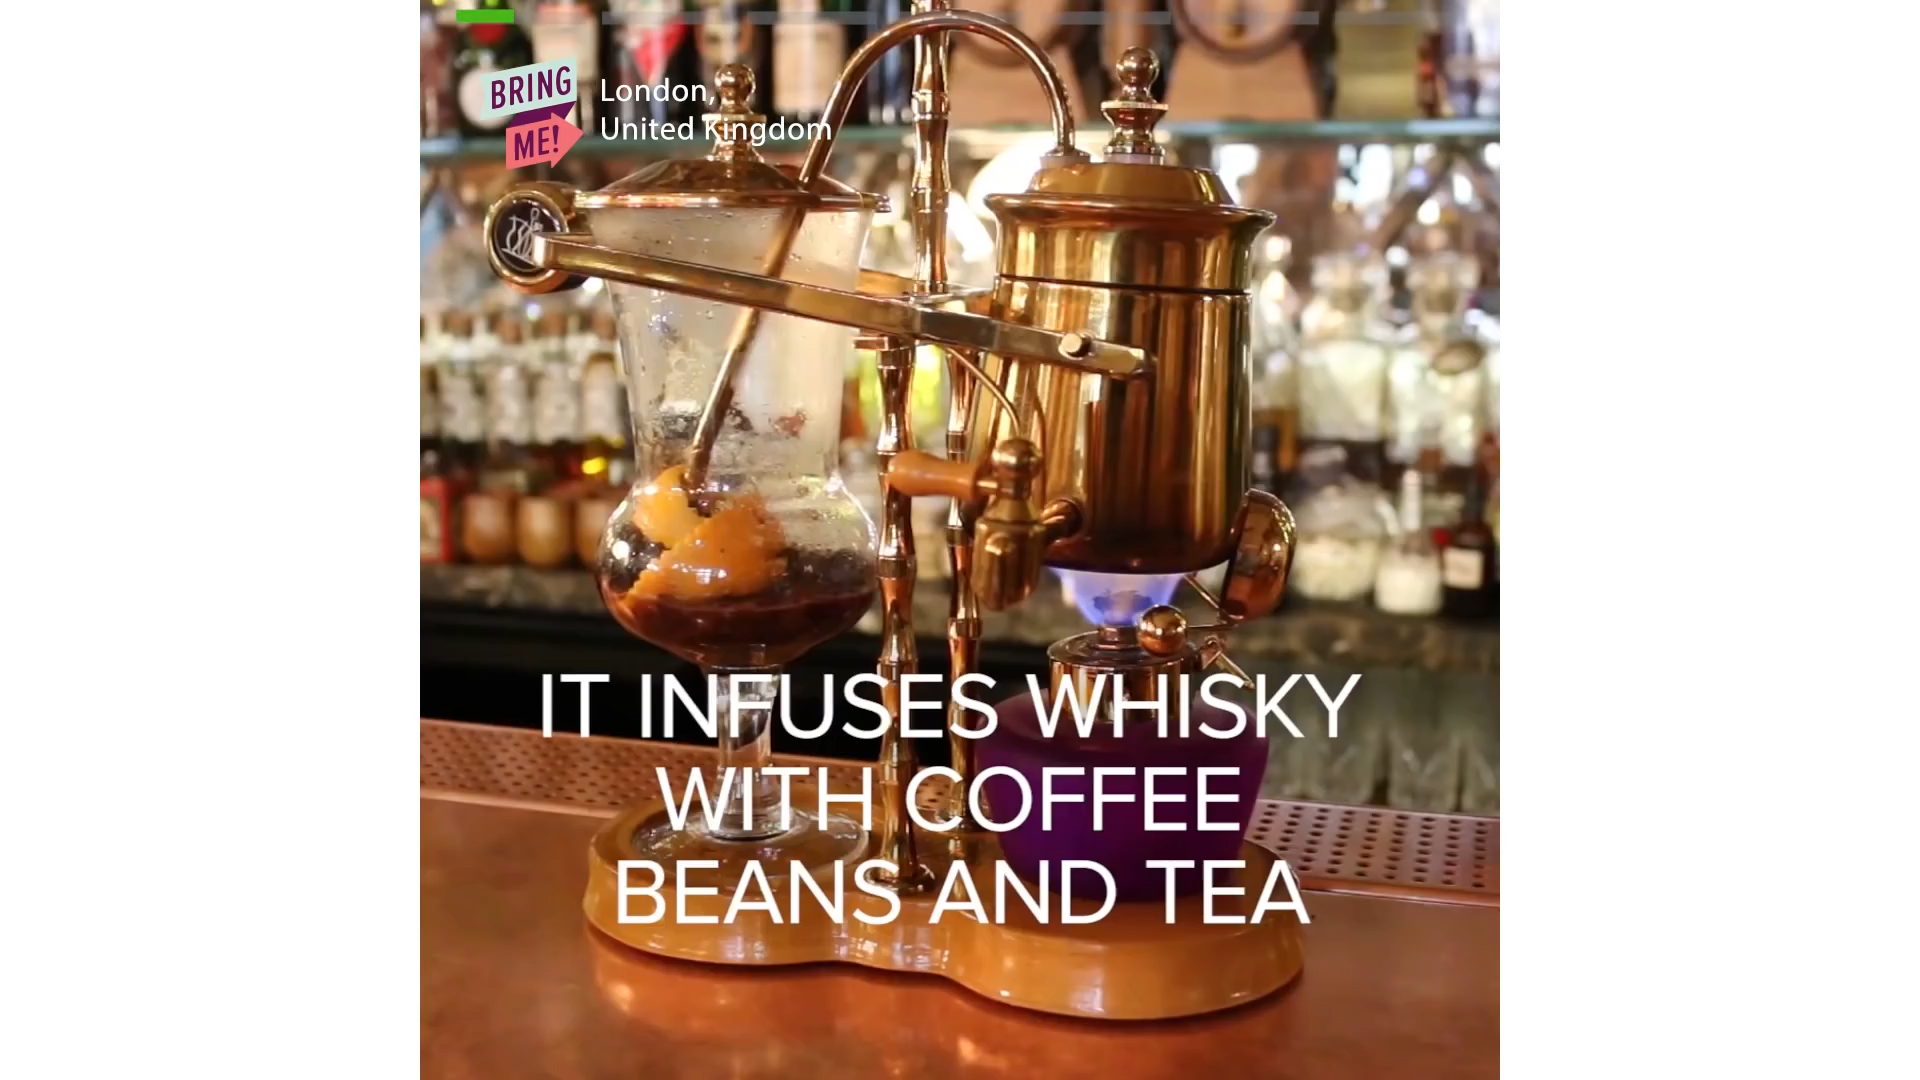 BRING
ME!
London,
United Kingdom
IT INFUSES WHISKY
WITH COFFEE
BEANS AND TEA